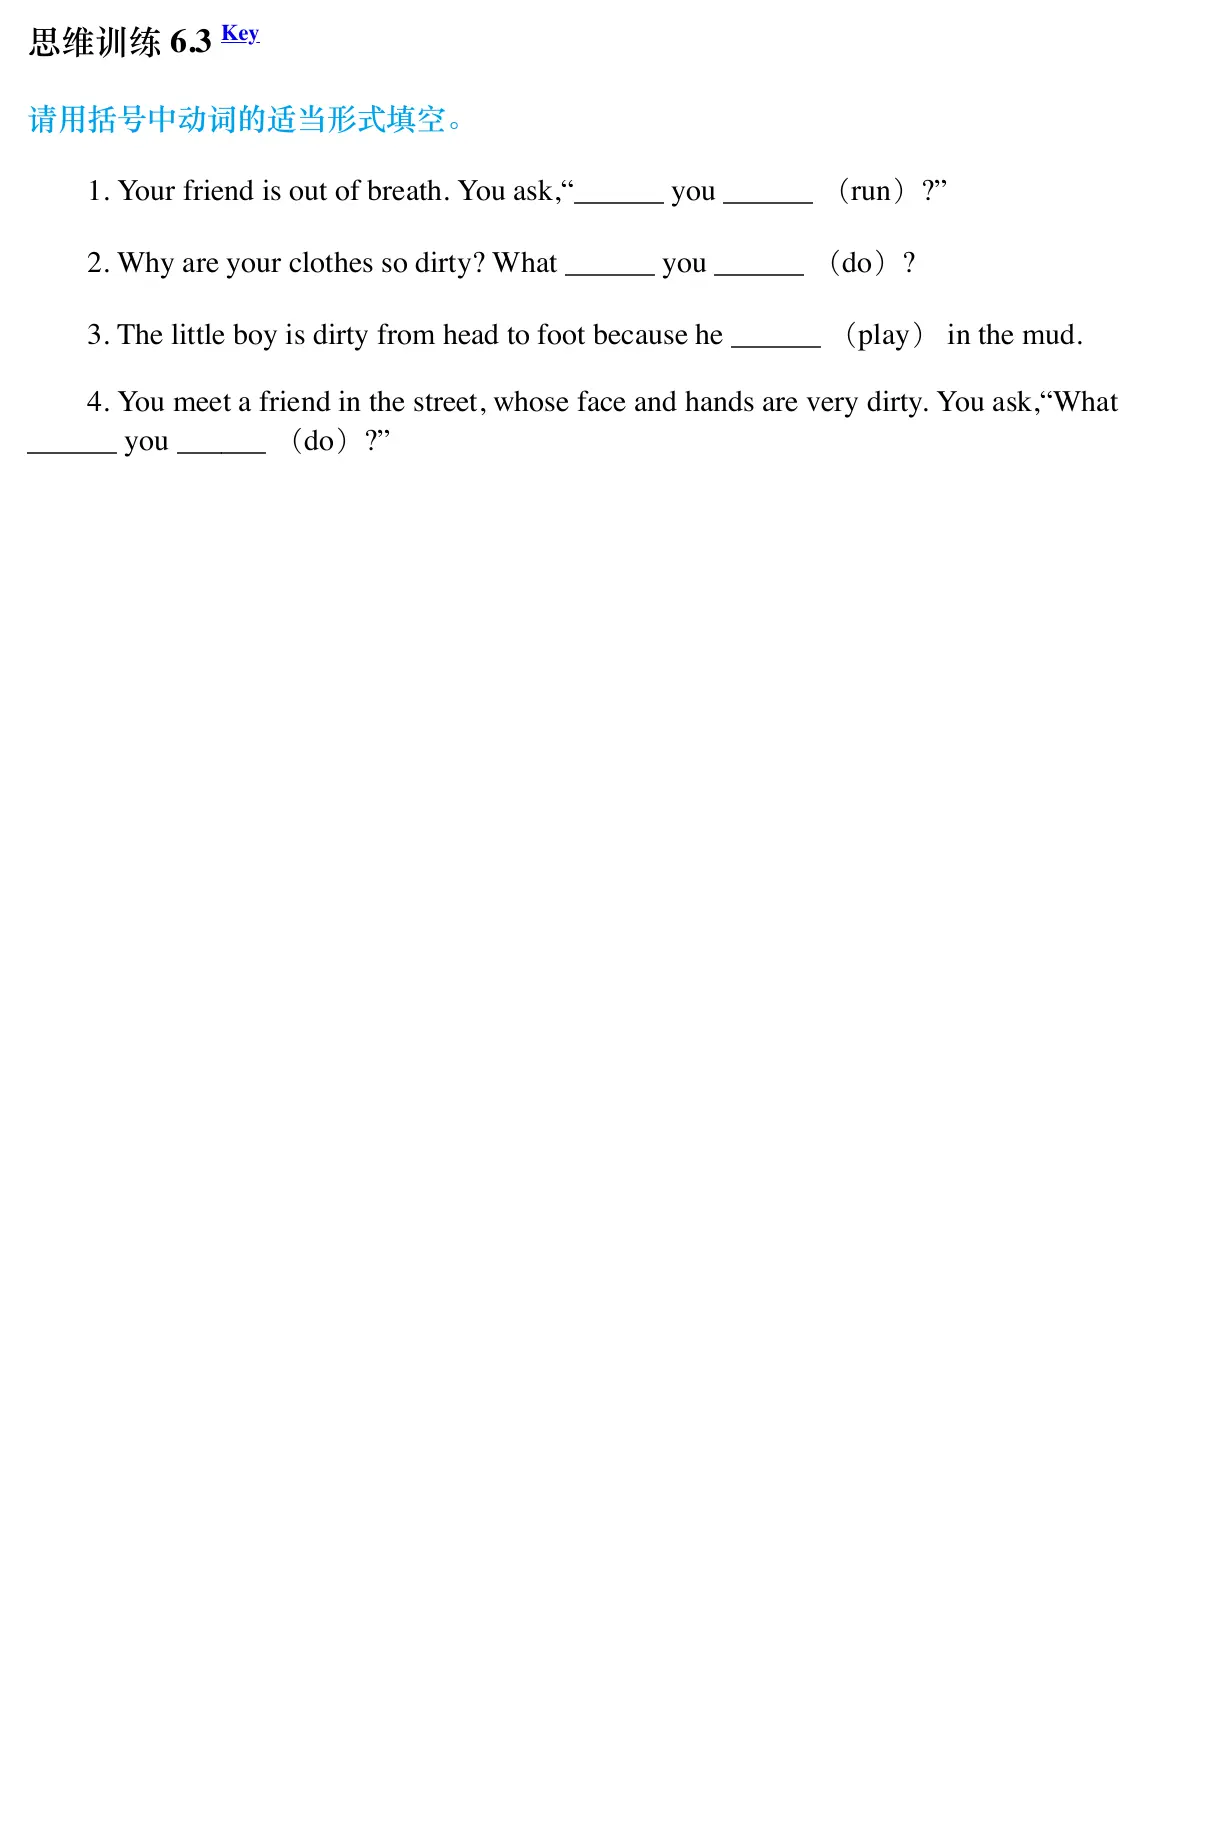 思维训练 6.3 Key
请用括号中动词的适当形式填空。
1. Your friend is out of breath. You ask,“______ you ______ （run）?”
2. Why are your clothes so dirty? What ______ you ______ （do）?
3. The little boy is dirty from head to foot because he ______ （play） in the mud.
4. You meet a friend in the street, whose face and hands are very dirty. You ask,“What
______ you ______ （do）?”